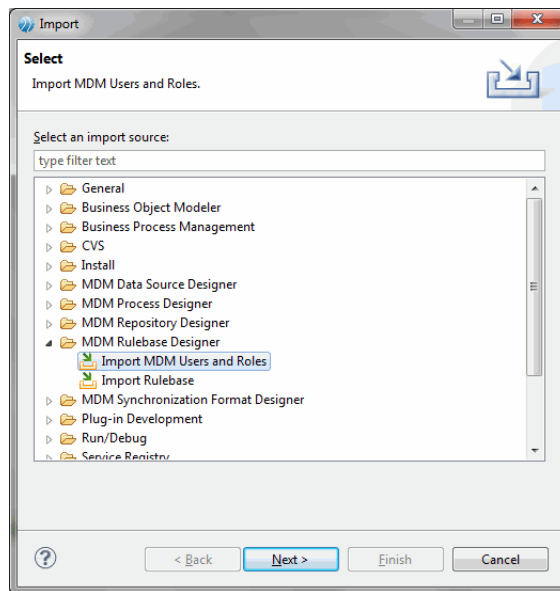 Import
Select
Import MDM Users and Roles.
Select an import source:
type filter text
General
Business Object Modeler
Business Process Management
CVS
Install
MDM Data Source Designer
MDM Process Designer
MDM Repository Designer
MDM Rulebase Designer
Import MDM Users and Roles
Import Rulebase
MDM Synchronization Format Designer
Plug-in Development
Run/Debug
Service Registry
? < Back Next > Finish Cancel